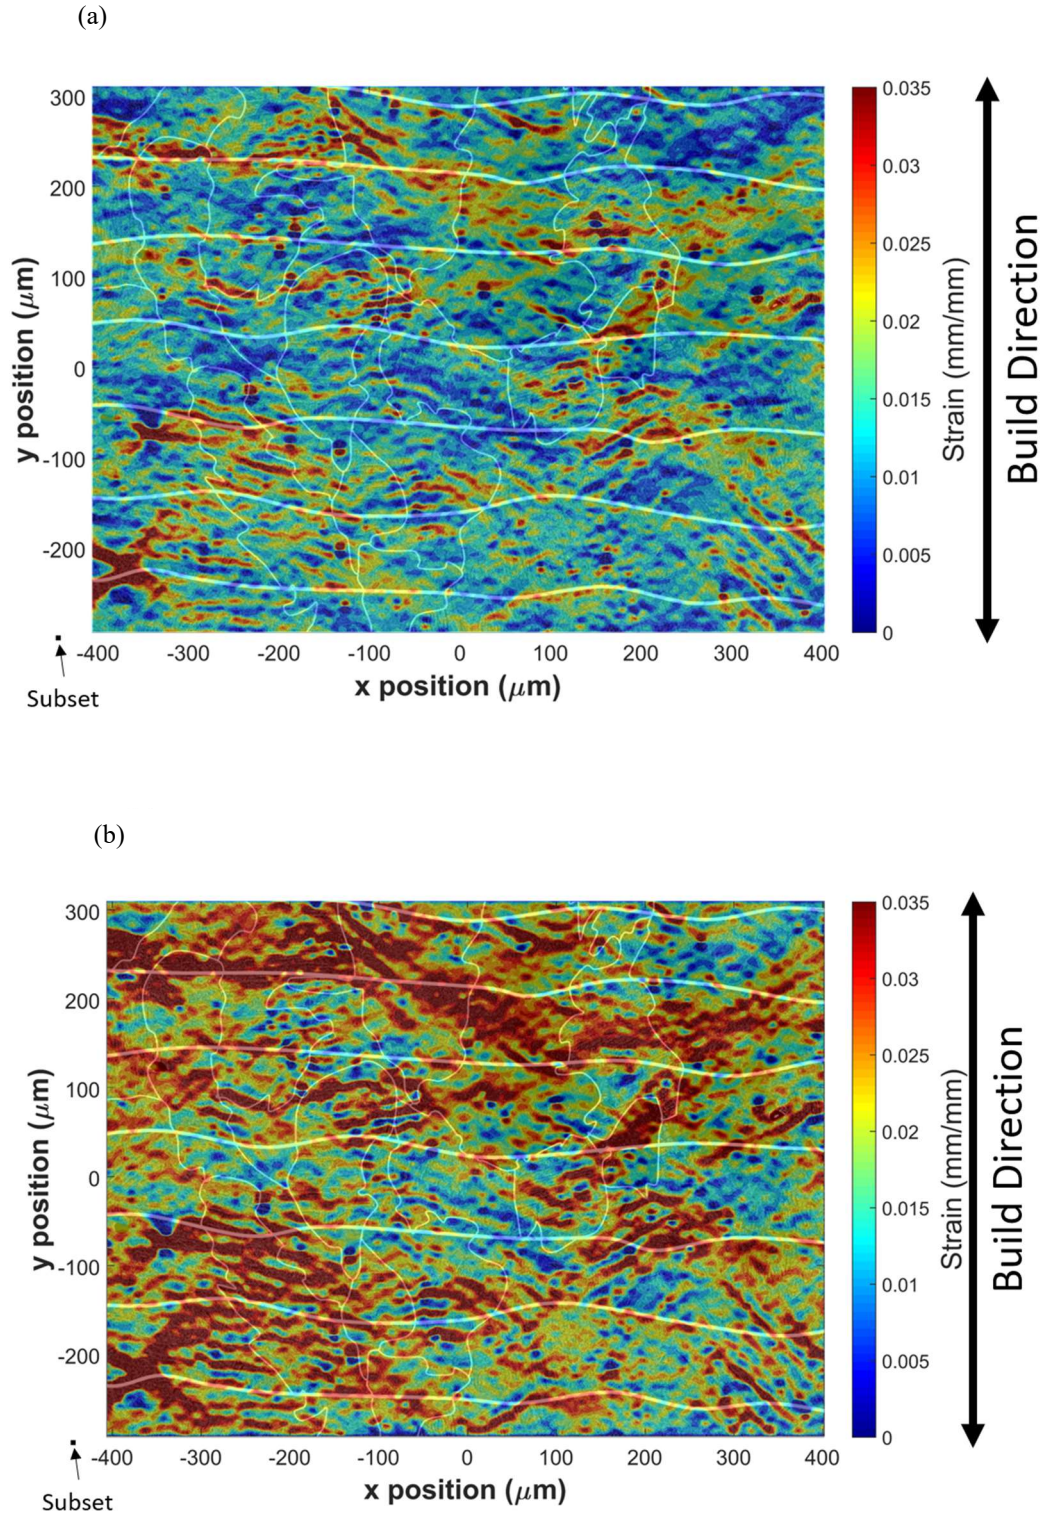 (a)
300
200
100
0
-100
-200
y position (μm)
-400 -300 -200 -100 0 100 200 300 400
x position (μm)
Subset
0.035
0.03
0.025
0.02
0.015
0.01
0.005
0
Strain (mm/mm)
Build Direction
(b)
300
200
100
0
-100
-200
y position (μm)
-400 -300 -200 -100 0 100 200 300 400
x position (μm)
Subset
0.035
0.03
0.025
0.02
0.015
0.01
0.005
0
Strain (mm/mm)
Build Direction